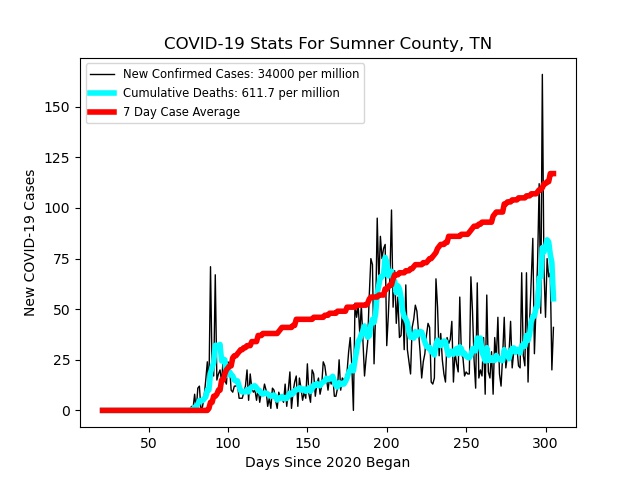 COVID-19 Stats For Sumner County, TN
New Confirmed Cases: 34000 per million
Cumulative Deaths: 611.7 per million
7 Day Case Average
New COVID-19 Cases
150
125
100
75
50
25
0
50 100 150 200 250 300
Days Since 2020 Began